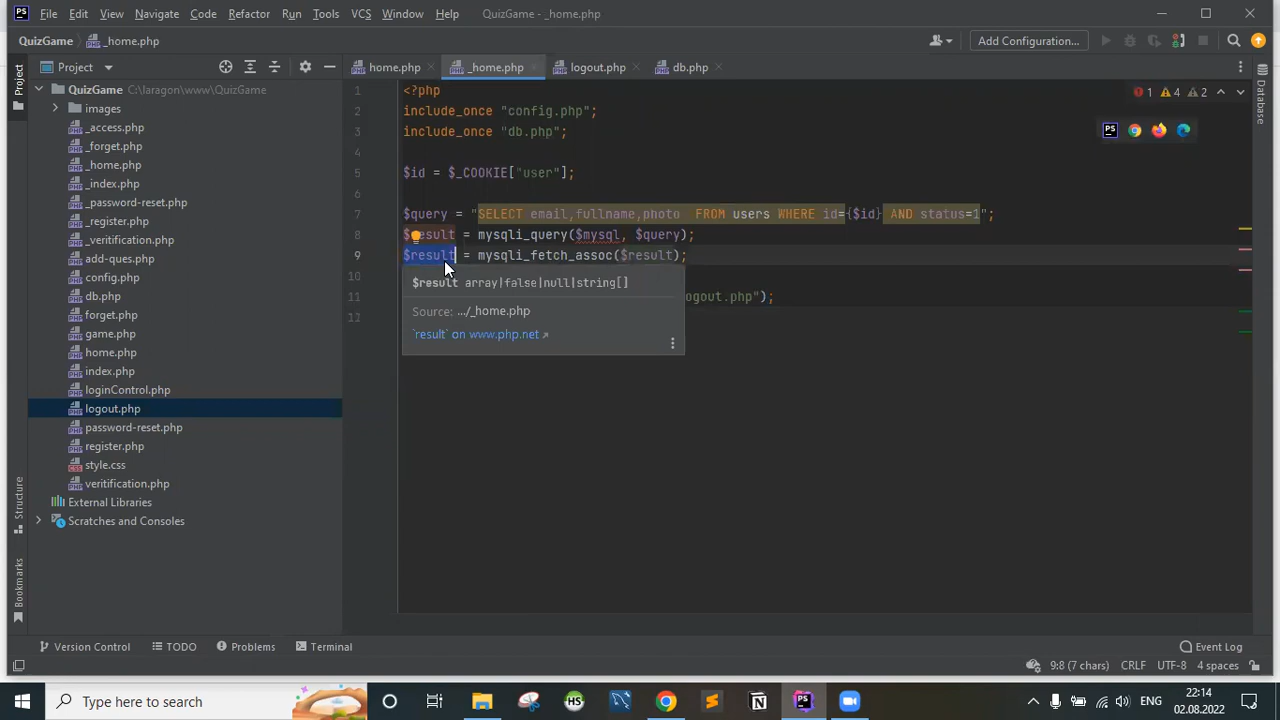 PS File Edit View Navigate Code Refactor Run Tools VCS Window Help QuizGame - _home.php
QuizGame _home.php Add Configuration...
Project home.php _home.php logout.php db.php
Project
Database
QuizGame C:\laragon\www\QuizGame
images
_access.php
_forget.php
_home.php
_index.php
_password-reset.php
_register.php
_veritification.php
add-ques.php
config.php
db.php
forget.php
game.php
home.php
index.php
loginControl.php
logout.php
password-reset.php
register.php
style.css
veritification.php
External Libraries
Scratches and Consoles
Structure
Bookmarks
1 4 2
1 <?php
2 include_once "config.php";
3 include_once "db.php";
4
5 $id = $_COOKIE["user"];
6
7 $query = "SELECT email,fullname,photo  FROM users WHERE id={$id} AND status=1";
8 $result = mysqli_query($mysql, $query);
9 $result = mysqli_fetch_assoc($result);
$result array|false|null|string[]
11 ogout.php");
Source: .../_home.php
12
`result` on www.php.net
Version Control TODO Problems Terminal Event Log
9:8 (7 chars) CRLF UTF-8 4 spaces
Type here to search
HS
PS
ENG
22:14
02.08.2022